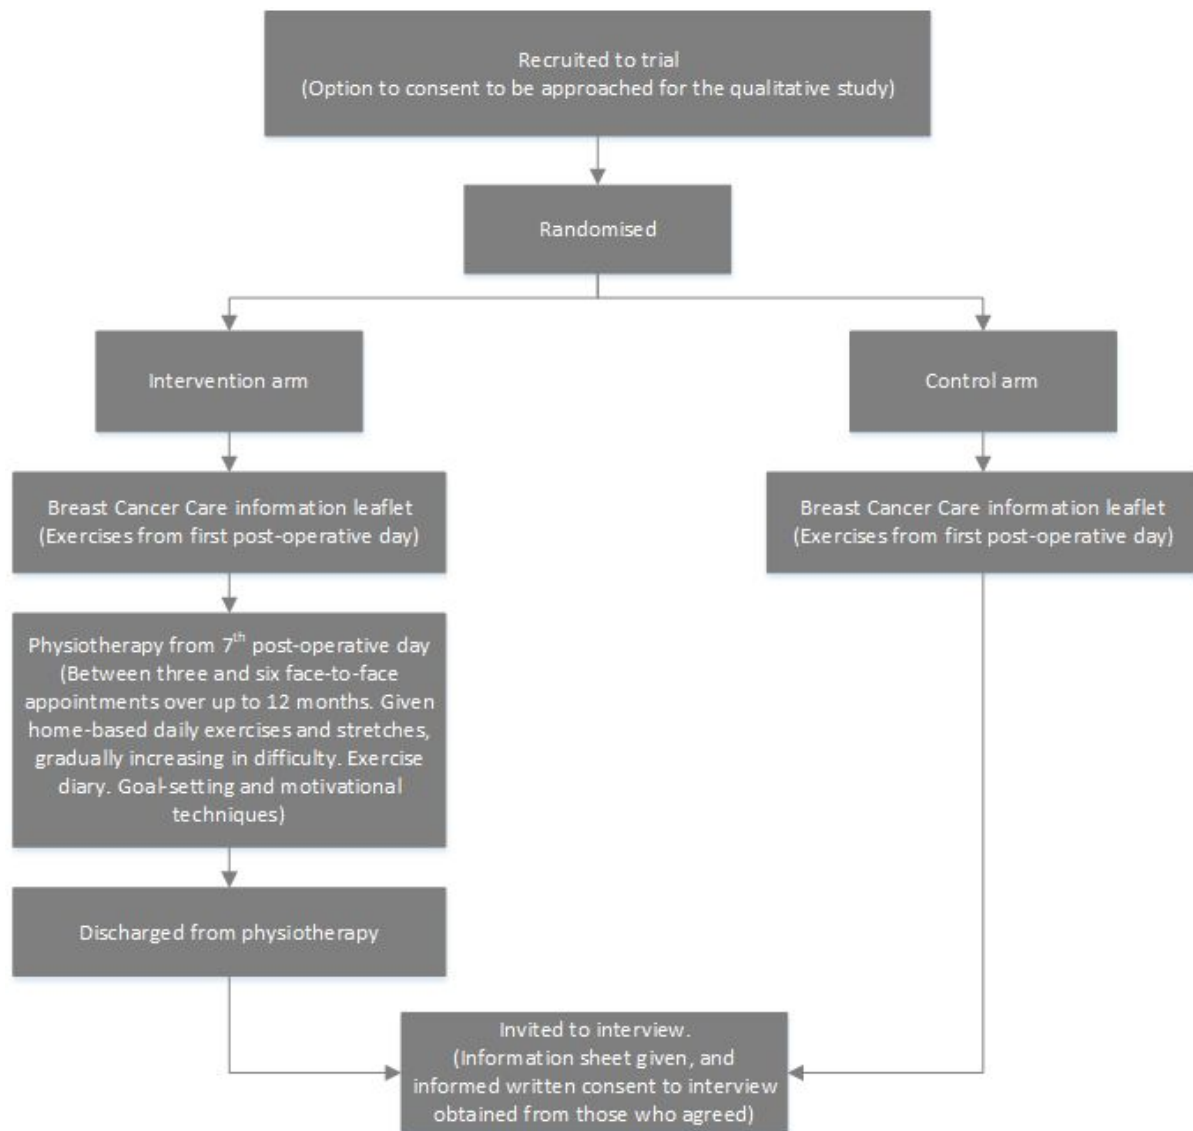 Recruited to trial
(Option to consent to be approached for the qualitative study)
Randomised
Intervention arm
Control arm
Breast Cancer Care information leaflet
(Exercises from first post-operative day)
Breast Cancer Care information leaflet
(Exercises from first post-operative day)
Physiotherapy from 7th post-operative day
(Between three and six face-to-face
appointments over up to 12 months. Given
home-based daily exercises and stretches,
gradually increasing in difficulty. Exercise
diary. Goal-setting and motivational
techniques)
Discharged from physiotherapy
Invited to interview.
(Information sheet given, and
informed written consent to interview
obtained from those who agreed)